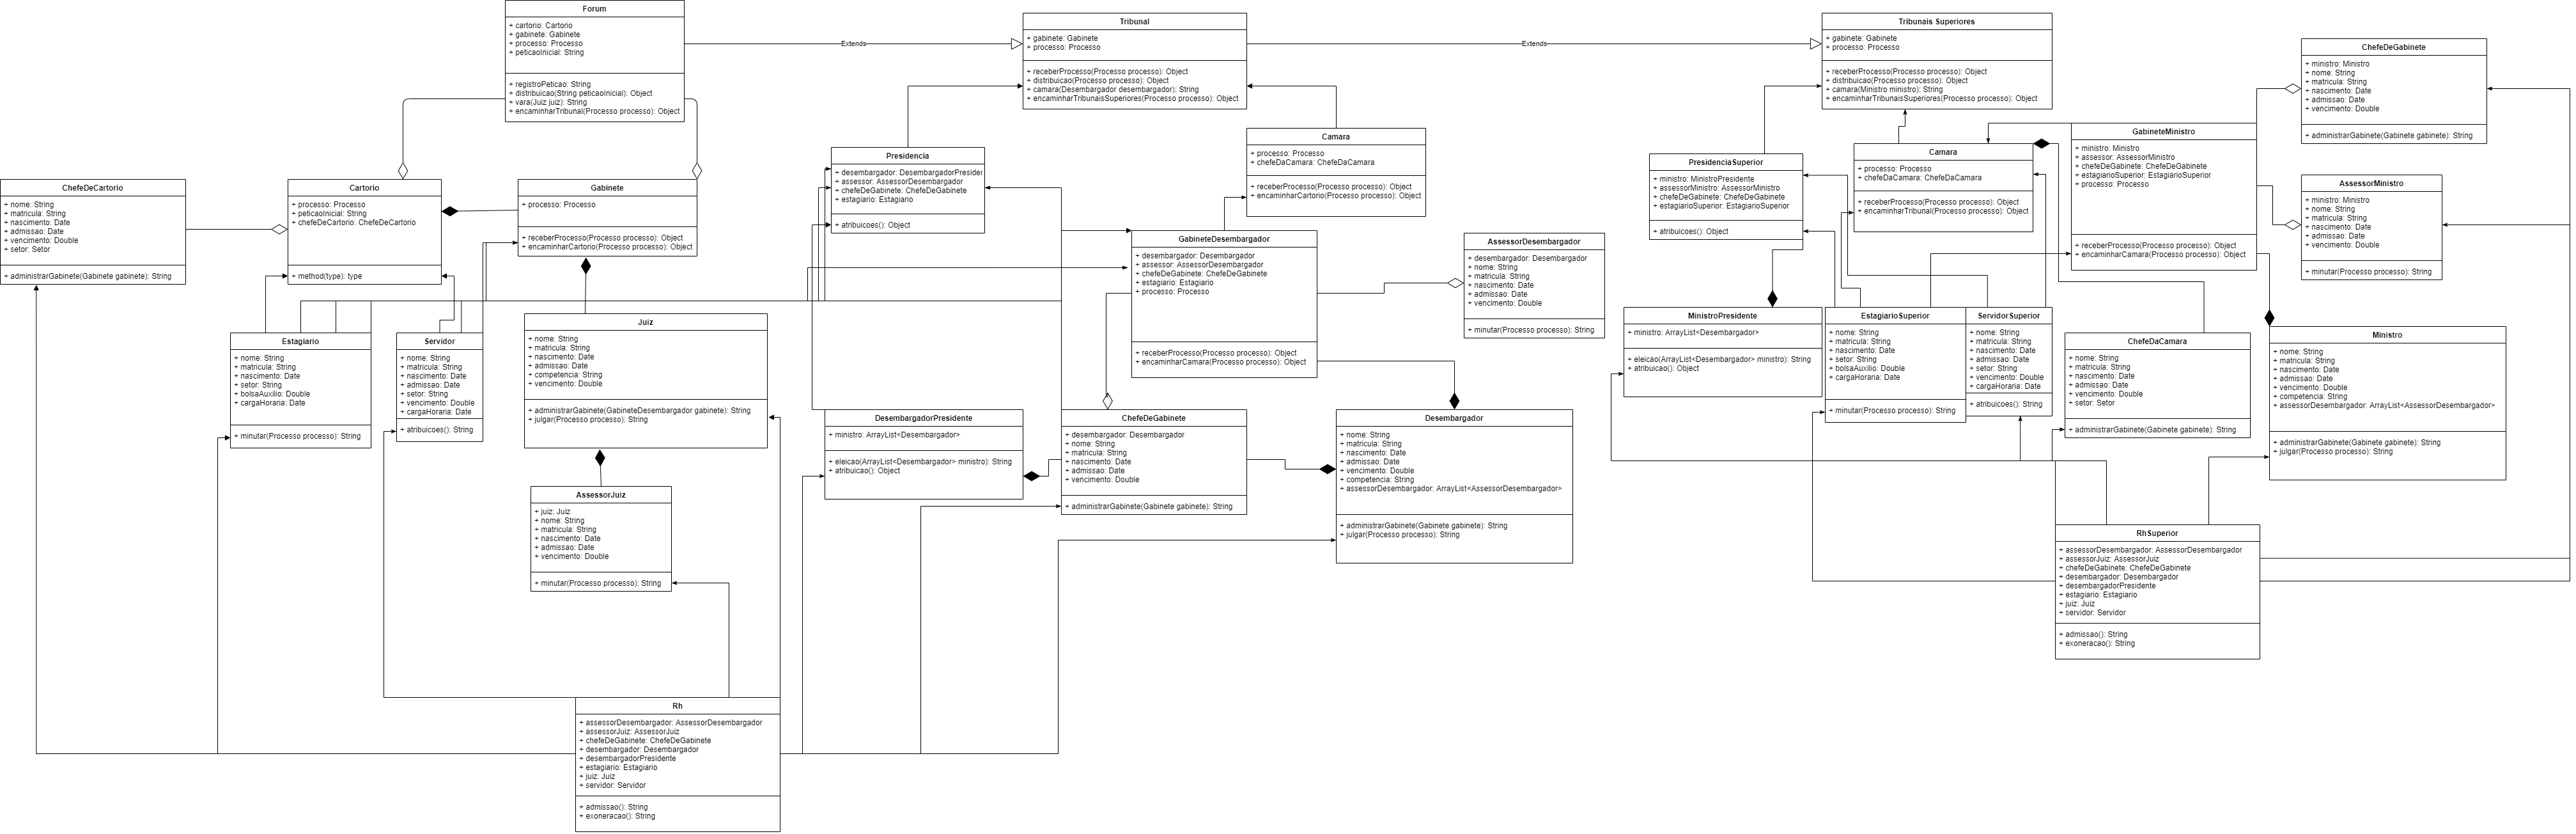 Forum
+ cartorio: Cartorio
+ gabinete: Gabinete
+ processo: Processo
+ peticaoInicial: String
+ registroPeticao: String
+ distribuicao(String peticaoInicial): Object
+ vara(Juiz juiz): String
+ encaminharTribunal(Processo processo): Object
Extends
Tribunal
+ gabinete: Gabinete
+ processo: Processo
+ receberProcesso(Processo processo): Object
+ distribuicao(Processo processo): Object
+ camara(Desembargador desembargador): String
+ encaminharTribunaisSuperiores(Processo processo): Object
Extends
Tribunais Superiores
+ gabinete: Gabinete
+ processo: Processo
+ receberProcesso(Processo processo): Object
+ distribuicao(Processo processo): Object
+ camara(Ministro ministro): String
+ encaminharTribunaisSuperiores(Processo processo): Object
ChefeDeGabinete
+ ministro: Ministro
+ nome: String
+ matricula: String
+ nascimento: Date
+ admissao: Date
+ vencimento: Double
+ administrarGabinete(Gabinete gabinete): String
ChefeDeCartorio
+ nome: String
+ matricula: String
+ nascimento: Date
+ admissao: Date
+ vencimento: Double
+ setor: Setor
+ administrarGabinete(Gabinete gabinete): String
Cartorio
+ processo: Processo
+ peticaoInicial: String
+ chefeDeCartorio: ChefeDeCartorio
+ method(type): type
Gabinete
+ processo: Processo
+ receberProcesso(Processo processo): Object
+ encaminharCartorio(Processo processo): Object
Presidencia
+ desembargador: DesembargadorPresiden
+ assessor: AssessorDesembargador
+ chefeDeGabinete: ChefeDeGabinete
+ estagiario: Estagiario
+ atribuicoes(): Object
Camara
+ processo: Processo
+ chefeDaCamara: ChefeDaCamara
+ receberProcesso(Processo processo): Object
+ encaminharCartorio(Processo processo): Object
GabineteDesembargador
+ desembargador: Desembargador
+ assessor: AssessorDesembargador
+ chefeDeGabinete: ChefeDeGabinete
+ estagiario: Estagiario
+ processo: Processo
+ receberProcesso(Processo processo): Object
+ encaminharCamara(Processo processo): Object
AssessorDesembargador
+ desembargador: Desembargador
+ nome: String
+ matricula: String
+ nascimento: Date
+ admissao: Date
+ vencimento: Double
+ minutar(Processo processo): String
PresidenciaSuperior
+ ministro: MinistroPresidente
+ assessorMinistro: AssessorMinistro
+ chefeDeGabinete: ChefeDeGabinete
+ estagiarioSuperior: EstagiarioSuperior
+ atribuicoes(): Object
Camara
+ processo: Processo
+ chefeDaCamara: ChefeDaCamara
+ receberProcesso(Processo processo): Object
+ encaminharTribunal(Processo processo): Object
GabineteMinistro
+ ministro: Ministro
+ assessor: AssessorMinistro
+ chefeDeGabinete: ChefeDeGabinete
+ estagiarioSuperior: EstagiarioSuperior
+ processo: Processo
+ receberProcesso(Processo processo): Object
+ encaminharCamara(Processo processo): Object
AssessorMinistro
+ ministro: Ministro
+ nome: String
+ matricula: String
+ nascimento: Date
+ admissao: Date
+ vencimento: Double
+ minutar(Processo processo): String
Estagiario
+ nome: String
+ matricula: String
+ nascimento: Date
+ setor: String
+ bolsaAuxilio: Double
+ cargaHoraria: Date
+ minutar(Processo processo): String
Servidor
+ nome: String
+ matricula: String
+ nascimento: Date
+ admissao: Date
+ setor: String
+ vencimento: Double
+ cargaHoraria: Date
+ atribuicoes(): String
Juiz
+ nome: String
+ matricula: String
+ nascimento: Date
+ admissao: Date
+ competencia: String
+ vencimento: Double
+ administrarGabinete(GabineteDesembargador gabinete): String
+ julgar(Processo processo): String
AssessorJuiz
+ juiz: Juiz
+ nome: String
+ matricula: String
+ nascimento: Date
+ admissao: Date
+ vencimento: Double
+ minutar(Processo processo): String
DesembargadorPresidente
+ ministro: ArrayList<Desembargador>
+ eleicao(ArrayList<Desembargador> ministro): String
+ atribuicao(): Object
ChefeDeGabinete
+ desembargador: Desembargador
+ nome: String
+ matricula: String
+ nascimento: Date
+ admissao: Date
+ vencimento: Double
+ administrarGabinete(Gabinete gabinete): String
Desembargador
+ nome: String
+ matricula: String
+ nascimento: Date
+ admissao: Date
+ vencimento: Double
+ competencia: String
+ assessorDesembargador: ArrayList<AssessorDesembargador>
+ administrarGabinete(Gabinete gabinete): String
+ julgar(Processo processo): String
MinistroPresidente
+ ministro: ArrayList<Desembargador>
+ eleicao(ArrayList<Desembargador> ministro): String
+ atribuicao(): Object
EstagiarioSuperior
+ nome: String
+ matricula: String
+ nascimento: Date
+ setor: String
+ bolsaAuxilio: Double
+ cargaHoraria: Date
+ minutar(Processo processo): String
ServidorSuperior
+ nome: String
+ matricula: String
+ nascimento: Date
+ admissao: Date
+ setor: String
+ vencimento: Double
+ cargaHoraria: Date
+ atribuicoes(): String
ChefeDaCamara
+ nome: String
+ matricula: String
+ nascimento: Date
+ admissao: Date
+ vencimento: Double
+ setor: Setor
+ administrarGabinete(Gabinete gabinete): String
Ministro
+ nome: String
+ matricula: String
+ nascimento: Date
+ admissao: Date
+ vencimento: Double
+ competencia: String
+ assessorDesembargador: ArrayList<AssessorDesembargador>
+ administrarGabinete(Gabinete gabinete): String
+ julgar(Processo processo): String
RhSuperior
+ assessorDesembargador: AssessorDesembargador
+ assessorJuiz: AssessorJuiz
+ chefeDeGabinete: ChefeDeGabinete
+ desembargador: Desembargador
+ desembargadorPresidente
+ estagiario: Estagiario
+ juiz: Juiz
+ servidor: Servidor
+ admissao(): String
+ exoneracao(): String
Rh
+ assessorDesembargador: AssessorDesembargador
+ assessorJuiz: AssessorJuiz
+ chefeDeGabinete: ChefeDeGabinete
+ desembargador: Desembargador
+ desembargadorPresidente
+ estagiario: Estagiario
+ juiz: Juiz
+ servidor: Servidor
+ admissao(): String
+ exoneracao(): String